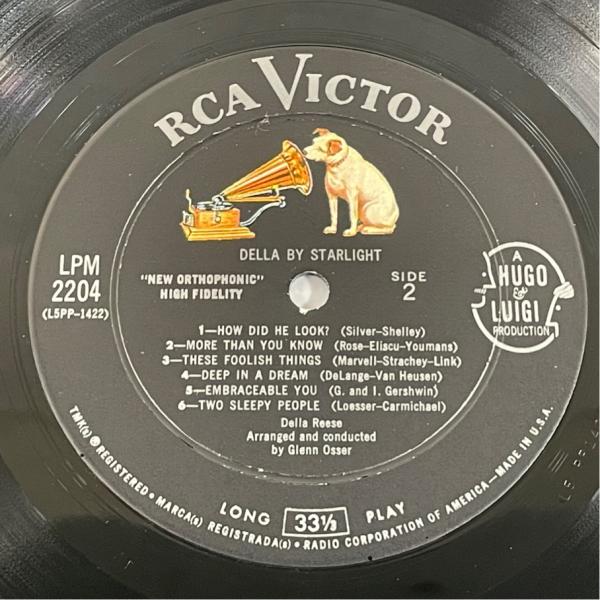 RCA VICTOR
DELLA BY STARLIGHT
LPM
2204
(L5PP-1422)
"NEW ORTHOPHONIC"
HIGH FIDELITY
SIDE
2
A
HUGO
&
LUIGI
PRODUCTION
1—HOW DID HE LOOK? (Silver-Shelley)
2—MORE THAN YOU KNOW (Rose-Eliscu-Youmans)
3—THESE FOOLISH THINGS (Marvell-Strachey-Link)
4—DEEP IN A DREAM (DeLange-Van Heusen)
5—EMBRACEABLE YOU (G. and I. Gershwin)
6—TWO SLEEPY PEOPLE (Loesser-Carmichael)
Della Reese
Arranged and conducted
by Glenn Osser
LONG 33⅓ PLAY
TMK(s) ® REGISTERED • MARCA(s) REGISTRADA(s) • RADIO CORPORATION OF AMERICA—MADE IN U.S.A.